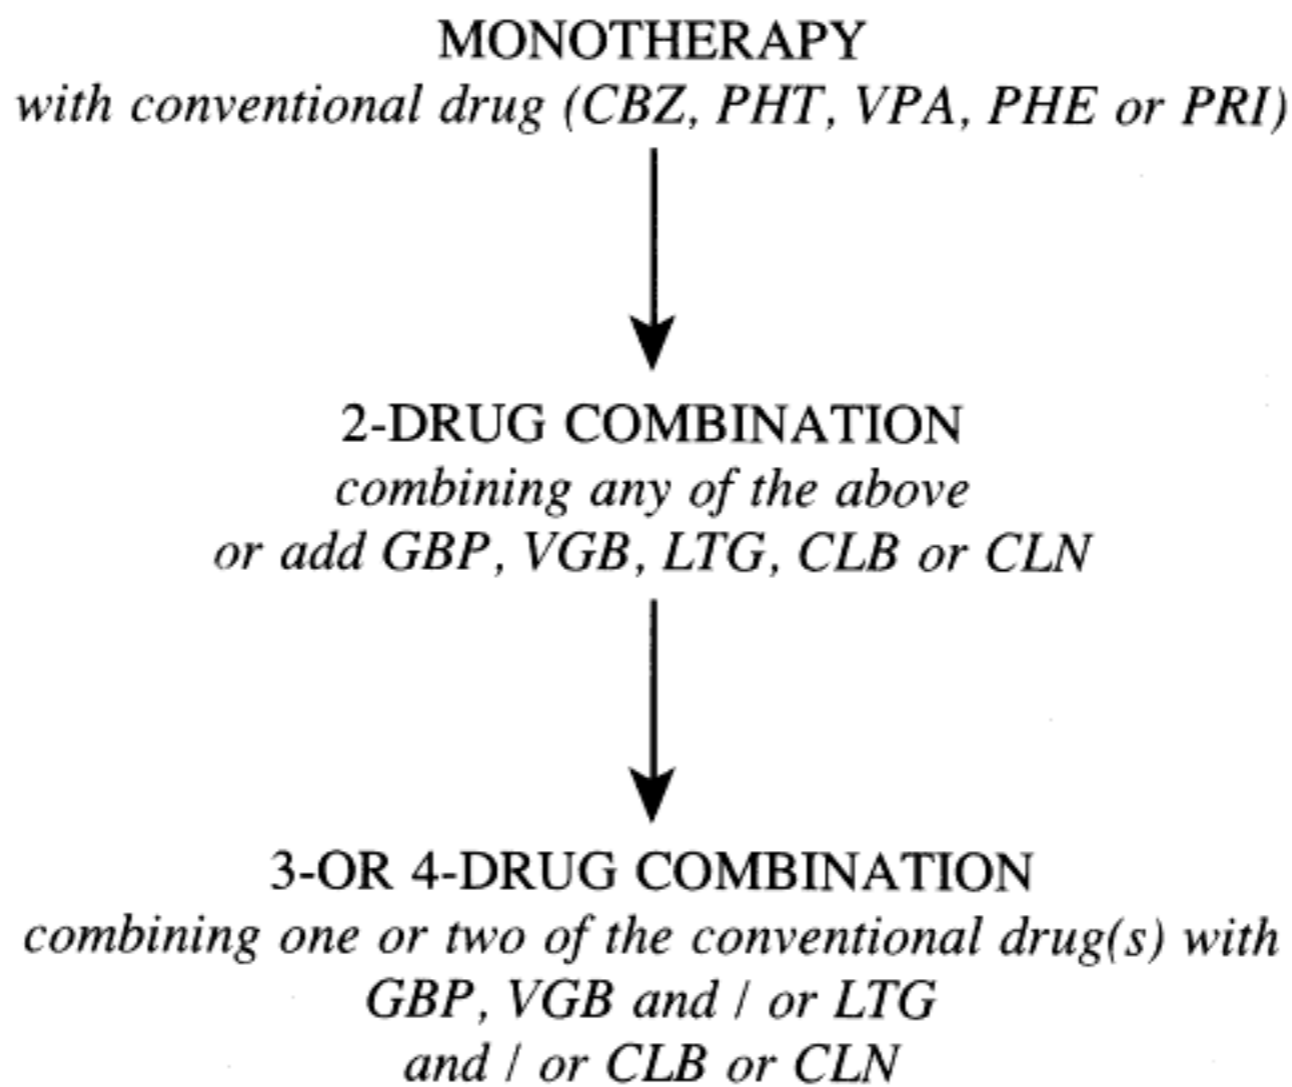 MONOTHERAPY
with conventional drug (CBZ, PHT, VPA, PHE or PRI)
2-DRUG COMBINATION
combining any of the above
or add GBP, VGB, LTG, CLB or CLN
3-OR 4-DRUG COMBINATION
combining one or two of the conventional drug(s) with
GBP, VGB and / or LTG
and / or CLB or CLN